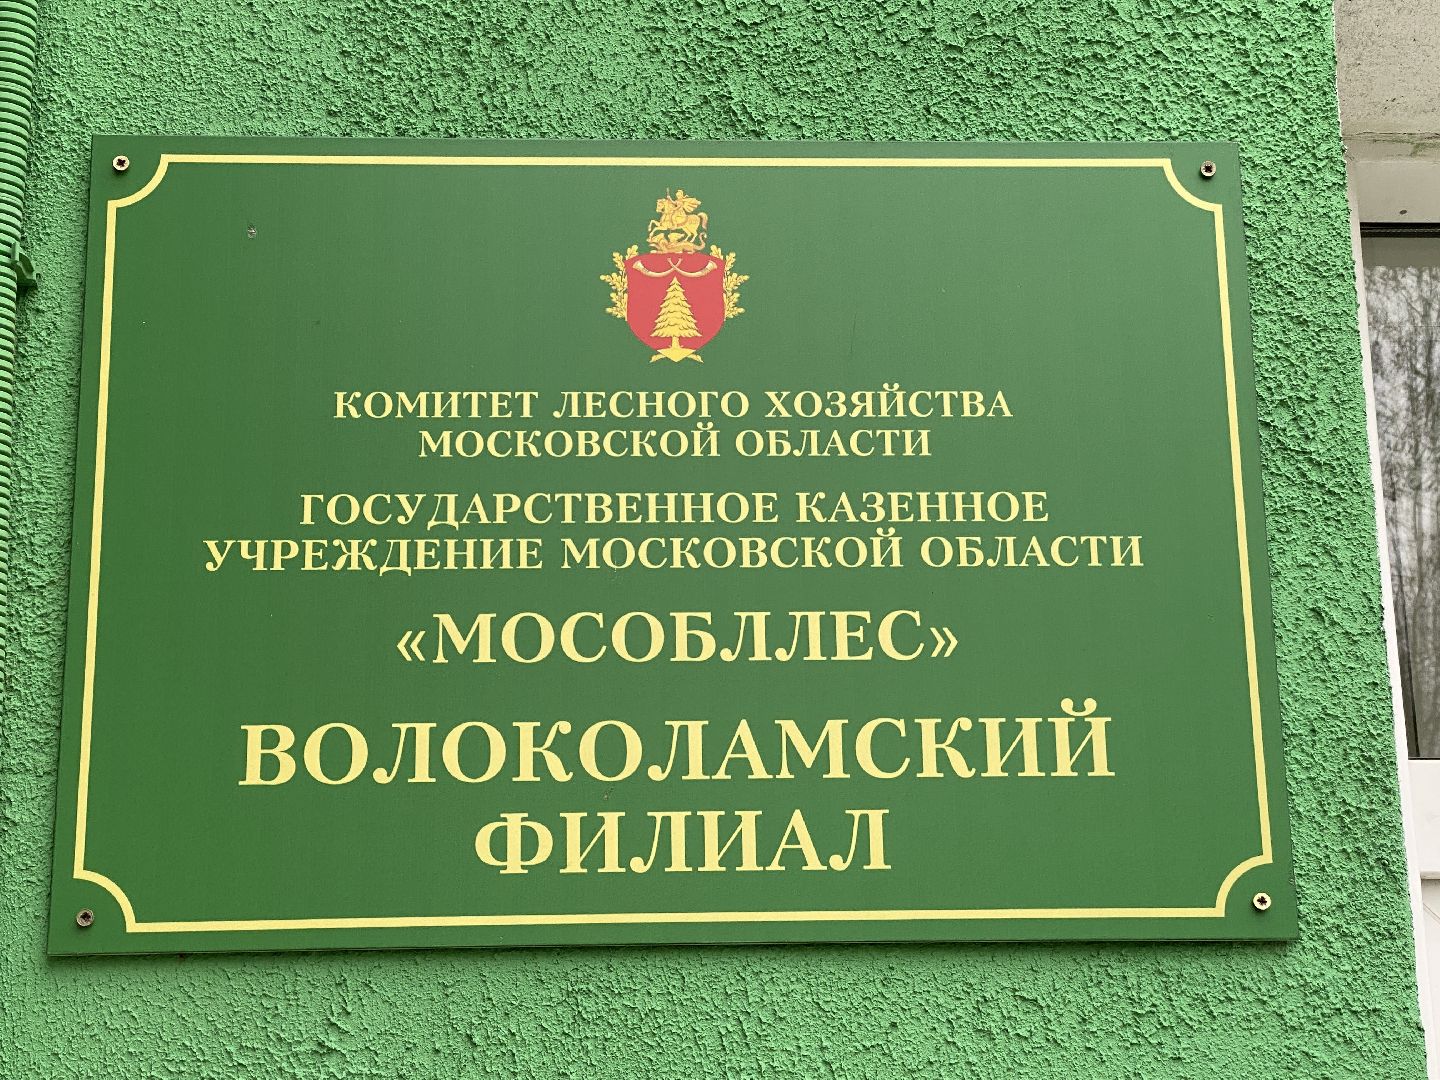 КОМИТЕТ ЛЕСНОГО ХОЗЯЙСТВА
МОСКОВСКОЙ ОБЛАСТИ
ГОСУДАРСТВЕННОЕ КАЗЕННОЕ
УЧРЕЖДЕНИЕ МОСКОВСКОЙ ОБЛАСТИ
«МОСОБЛЛЕС»
ВОЛОКОЛАМСКИЙ
ФИЛИАЛ